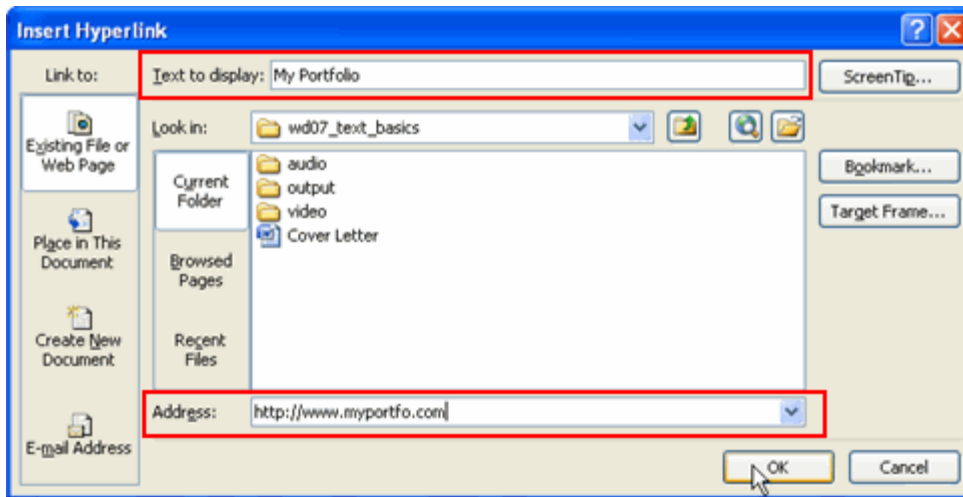 Insert Hyperlink
Link to:
Text to display: My Portfolio
ScreenTip...
Existing File or
Web Page
Look in: wd07_text_basics
Current
Folder
audio
output
video
Cover Letter
Bookmark...
Target Frame...
Place in This
Document
Browsed
Pages
Create New
Document
Recent
Files
Address: http://www.myportfo.com
E-mail Address
OK
Cancel